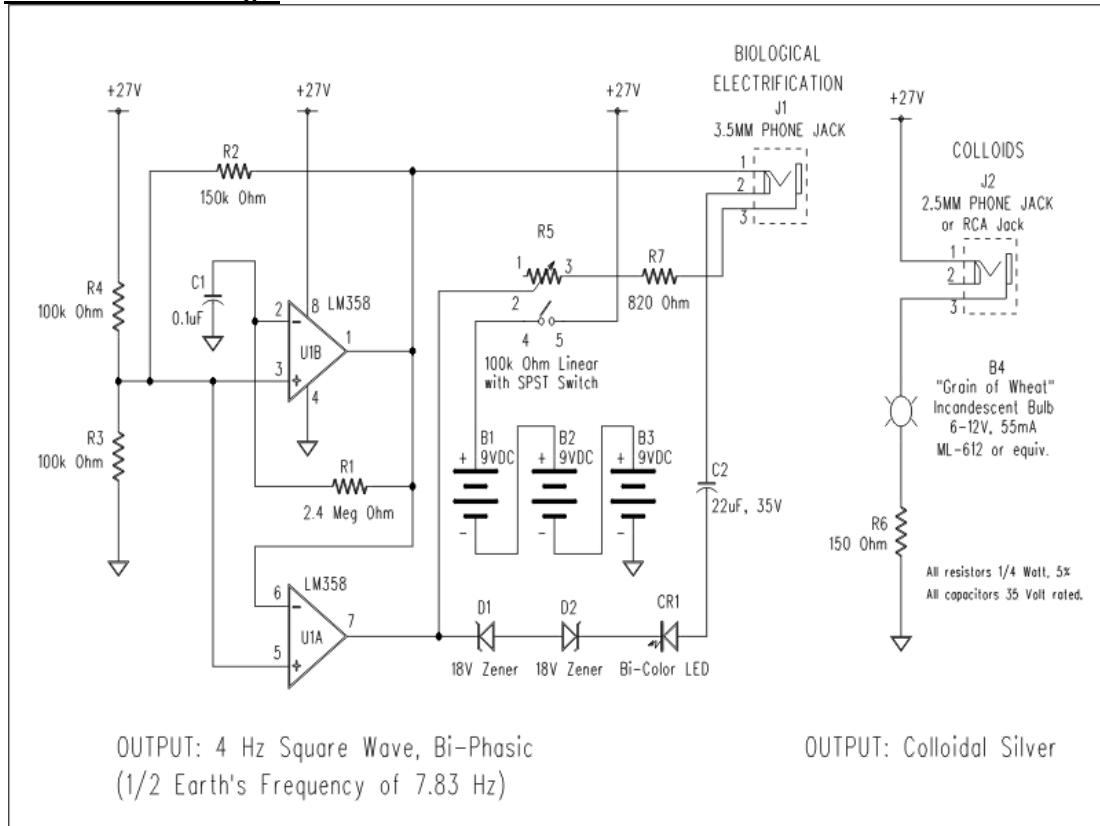 BIOLOGICAL
ELECTRIFICATION
J1
3.5MM PHONE JACK
+27V
+27V
+27V
+27V
COLLOIDS
J2
2.5MM PHONE JACK
or RCA Jack
R2
150k Ohm
1
2
3
R5
1
3
2
4
5
100k Ohm Linear
with SPST Switch
R7
820 Ohm
1
2
3
R4
100k Ohm
C1
0.1uF
LM358
8
2
-
U1B
1
3
+
4
R3
100k Ohm
R1
2.4 Meg Ohm
B1
+ 9VDC
-
B2
+ 9VDC
-
B3
+ 9VDC
-
C2
22uF, 35V
B4
"Grain of Wheat"
Incandescent Bulb
6-12V, 55mA
ML-612 or equiv.
R6
150 Ohm
All resistors 1/4 Watt, 5%
All capacitors 35 Volt rated.
LM358
6
-
U1A
7
5
+
D1
18V Zener
D2
18V Zener
CR1
Bi-Color LED
OUTPUT: 4 Hz Square Wave, Bi-Phasic
(1/2 Earth's Frequency of 7.83 Hz)
OUTPUT: Colloidal Silver